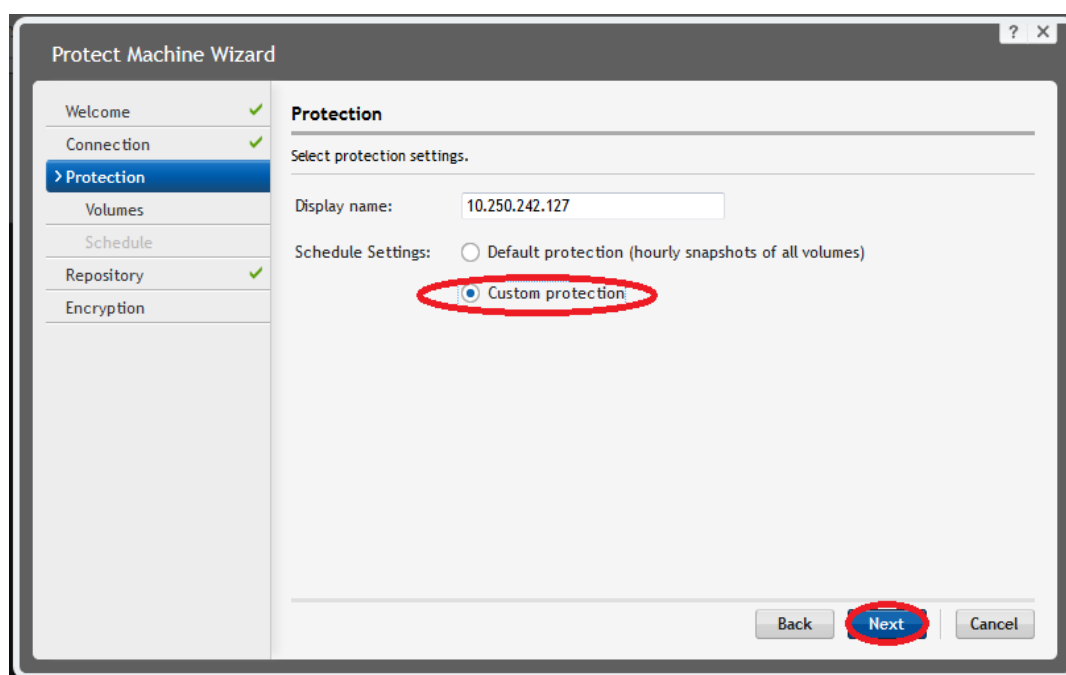 ? X
Protect Machine Wizard
Welcome
Connection
> Protection
Volumes
Schedule
Repository
Encryption
Protection
Select protection settings.
Display name: 10.250.242.127
Schedule Settings: Default protection (hourly snapshots of all volumes)
Custom protection
Back Next Cancel